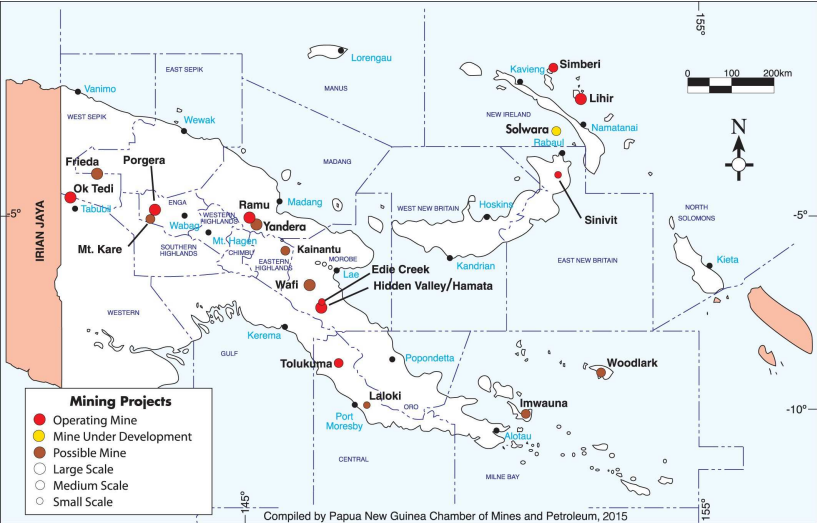 155°
Lorengau
EAST SEPIK
MANUS
Vanimo
WEST SEPIK
Wewak
Simberi
Kavieng
Lihir
0 100 200km
NEW IRELAND
Solwara
Namatanai
Rabaul
N
MADANG
Frieda
Porgera
Ok Tedi
Tabubil
ENGA
Wabag
WESTERN
HIGHLANDS
Ramu
Madang
Yandera
WEST NEW BRITAIN
Hoskins
Sinivit
NORTH
SOLOMONS
5°
-5°
IRIAN JAYA
Mt. Kare
Mt. Hagen
SOUTHERN
HIGHLANDS
CHIMBU
EASTERN
HIGHLANDS
Kainantu
MOROBE
Lae
Edie Creek
Hidden Valley/Hamata
Wafi
Kandrian
EAST NEW BRITAIN
Kieta
WESTERN
Kerema
GULF
Tolukuma
Popondetta
Woodlark
Laloki
ORO
Imwauna
Port
Moresby
Alotau
-10°
CENTRAL
MILNE BAY
Mining Projects
Operating Mine
Mine Under Development
Possible Mine
Large Scale
Medium Scale
Small Scale
145°
155°
Compiled by Papua New Guinea Chamber of Mines and Petroleum, 2015